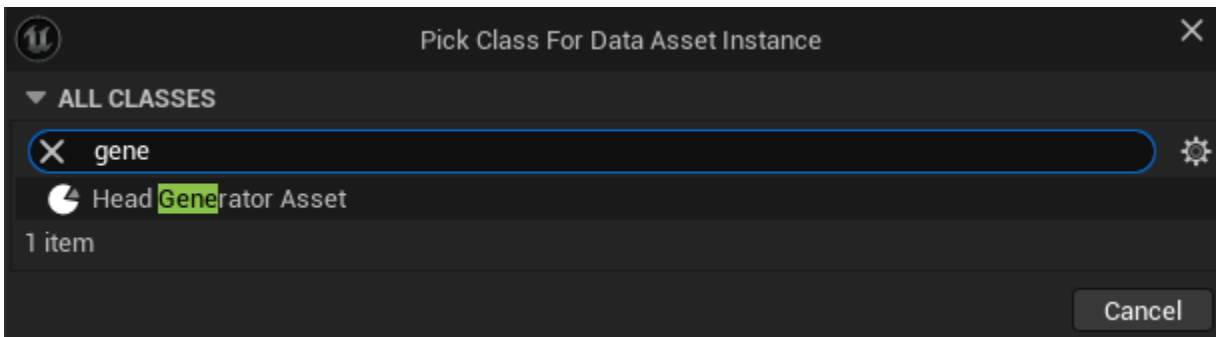 Pick Class For Data Asset Instance
ALL CLASSES
gene
Head Generator Asset
1 item
Cancel